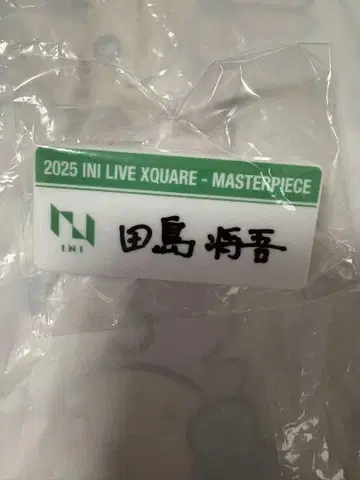 2025 INI LIVE XQUARE - MASTERPIECE
INI
田島 将吾